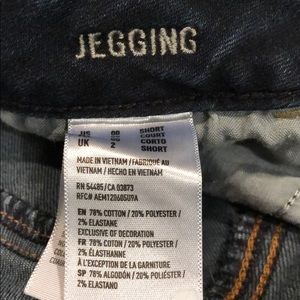 JEGGING
US 00 SHORT
COURT
UK 2 CORTO
SHORT
MADE IN VIETNAM / FABRIQUÉ AU
VIETNAM / HECHO EN VIETNAM
RN 54485/CA 03873
RFC# AEM120605U9A
EN 78% COTTON / 20% POLYESTER /
2% ELASTANE
EXCLUSIVE OF DECORATION
FR 78% COTON / 20% POLYESTER /
2% ÉLASTHANNE
À L'EXCEPTION DE LA GARNITURE
SP 78% ALGODÓN / 20% POLIÉSTER /
2% ELASTANO